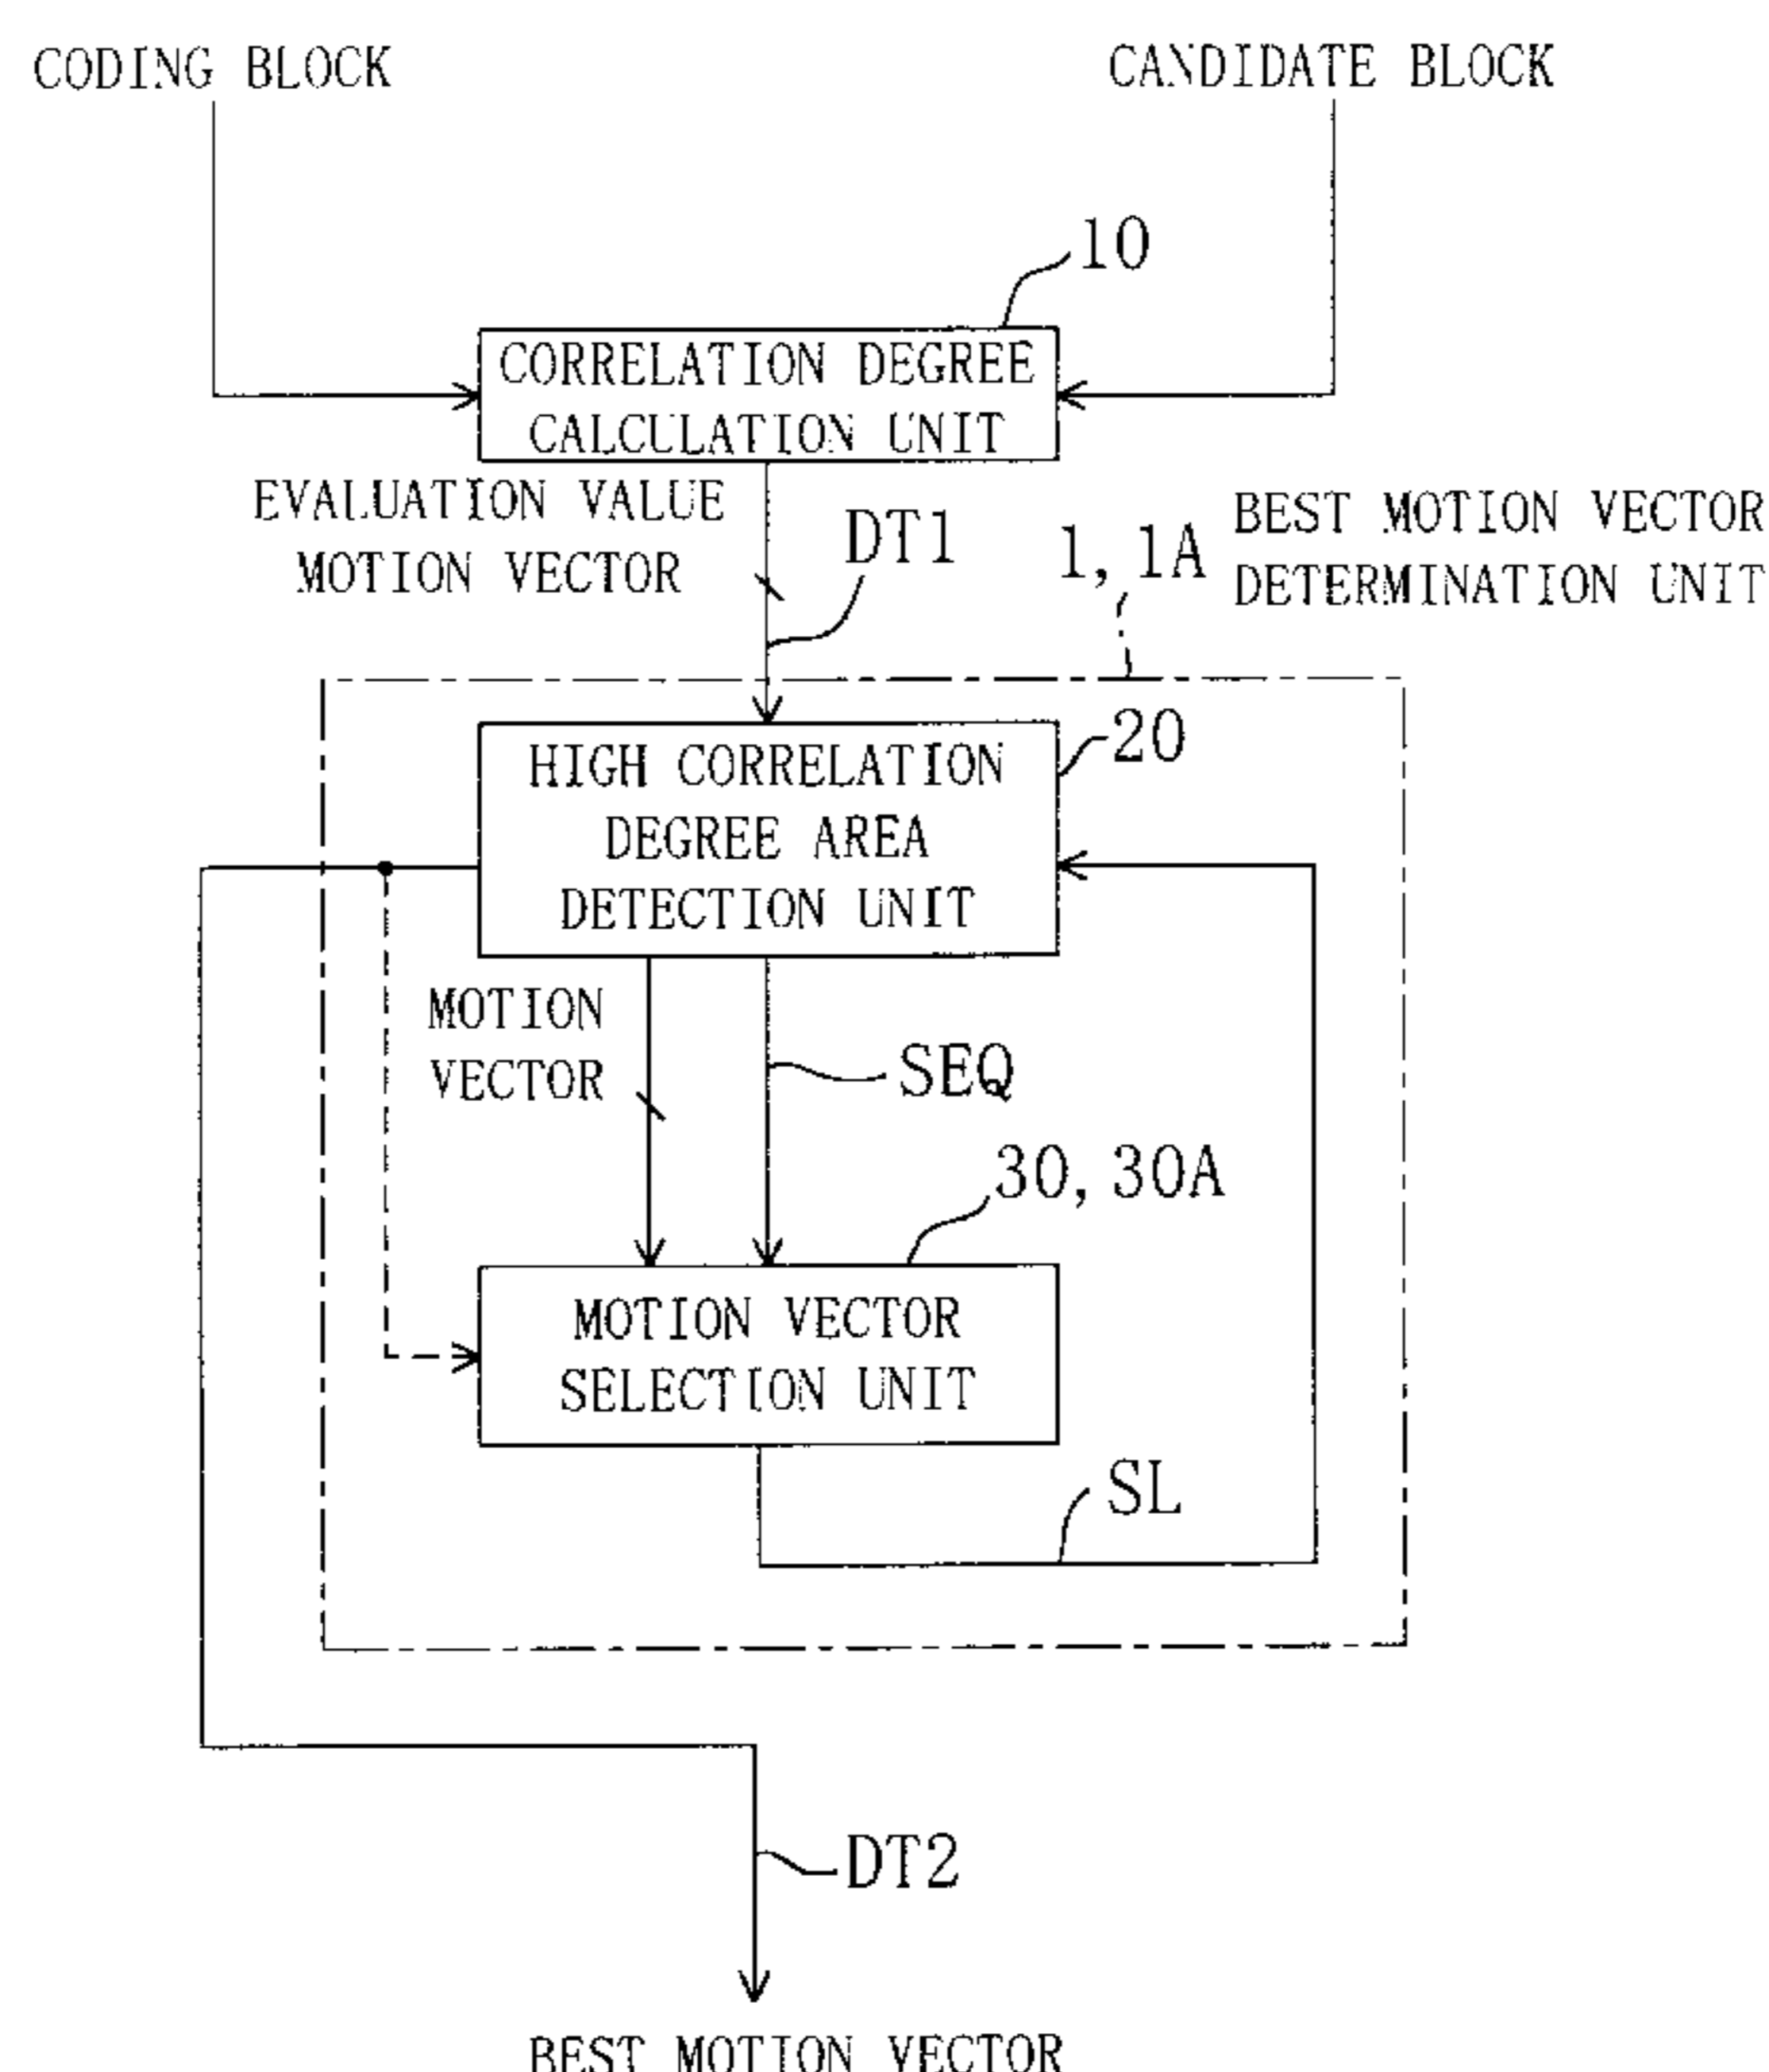 CODING BLOCK
CANDIDATE BLOCK
10
CORRELATION DEGREE
CALCULATION UNIT
EVALUATION VALUE
MOTION VECTOR
DT1
1, 1A
BEST MOTION VECTOR
DETERMINATION UNIT
20
HIGH CORRELATION
DEGREE AREA
DETECTION UNIT
MOTION
VECTOR
SEQ
30, 30A
MOTION VECTOR
SELECTION UNIT
SL
DT2
BEST MOTION VECTOR